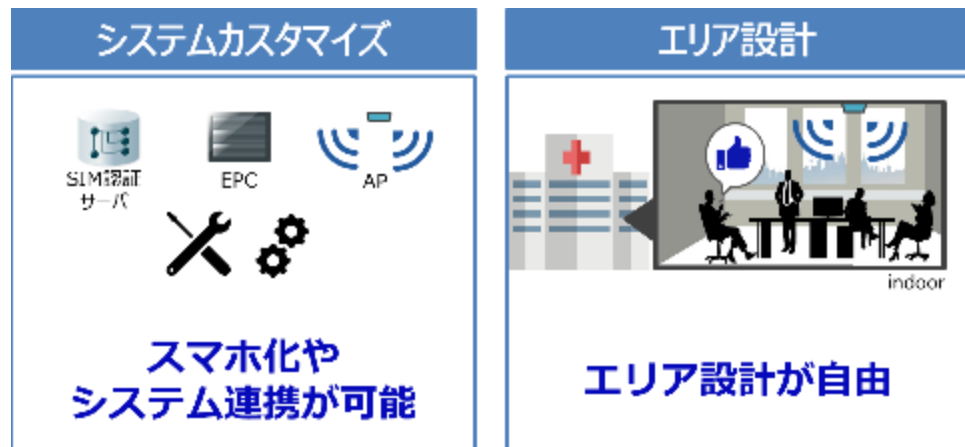 システムカスタマイズ
SIM認証
サーバ
EPC
AP
スマホ化や
システム連携が可能
エリア設計
indoor
エリア設計が自由